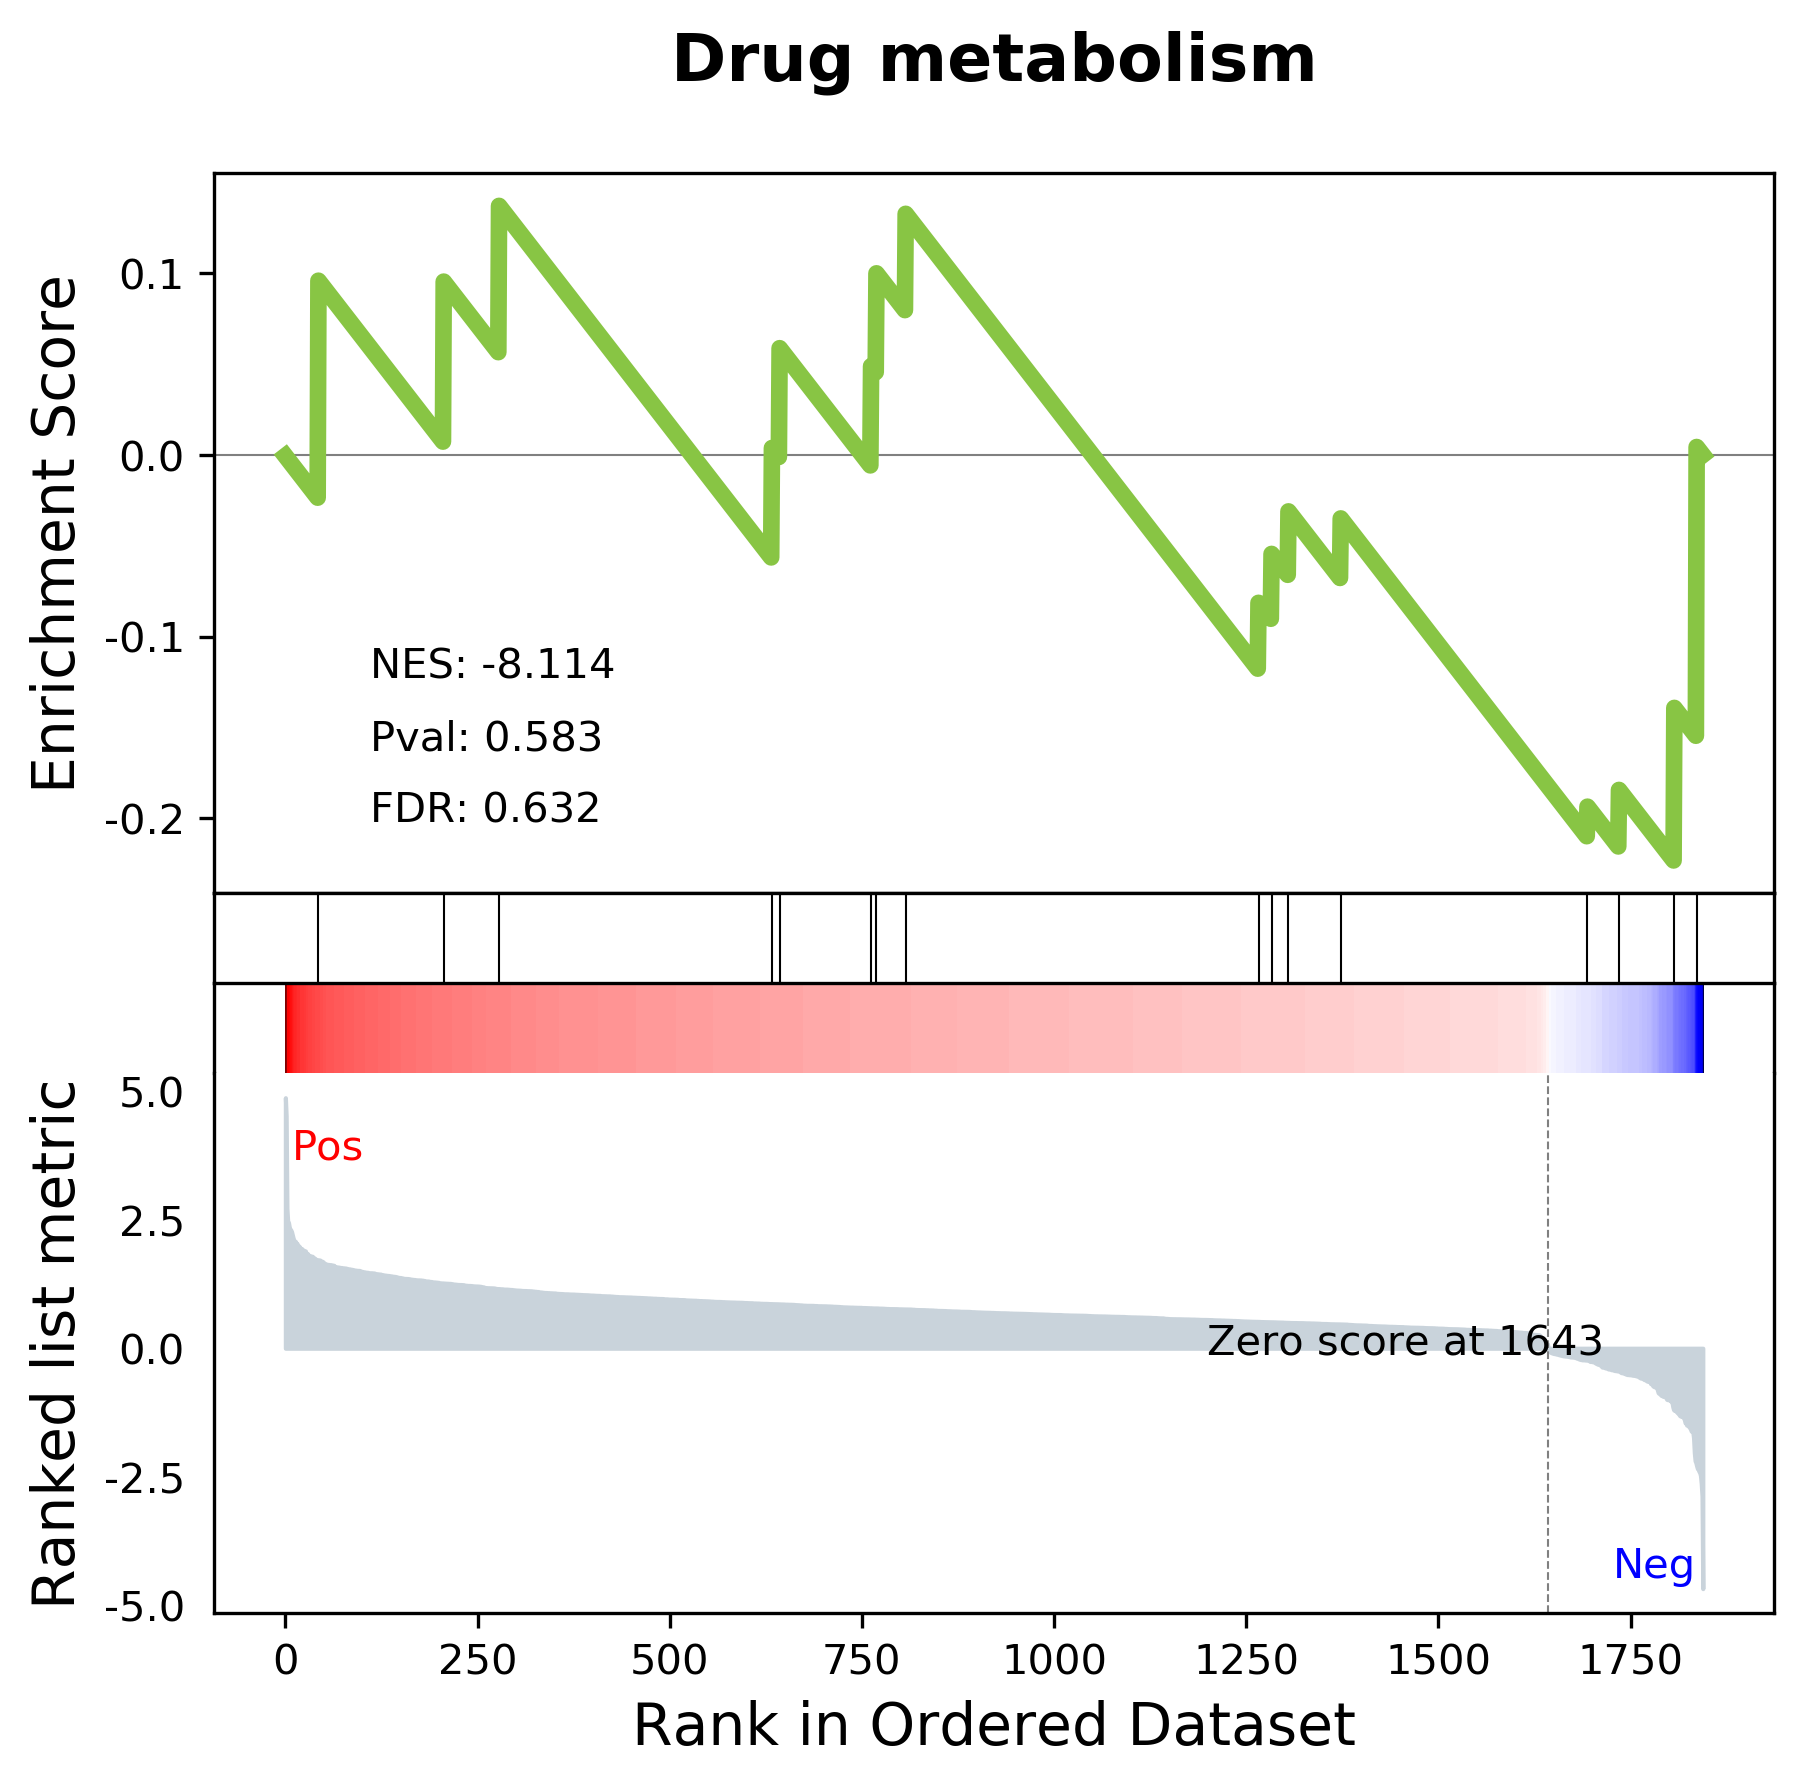 Drug metabolism
Enrichment Score
0.1
0.0
-0.1
-0.2
NES: -8.114
Pval: 0.583
FDR: 0.632
Ranked list metric
5.0
2.5
0.0
-2.5
-5.0
Pos
Zero score at 1643
Neg
0 250 500 750 1000 1250 1500 1750
Rank in Ordered Dataset